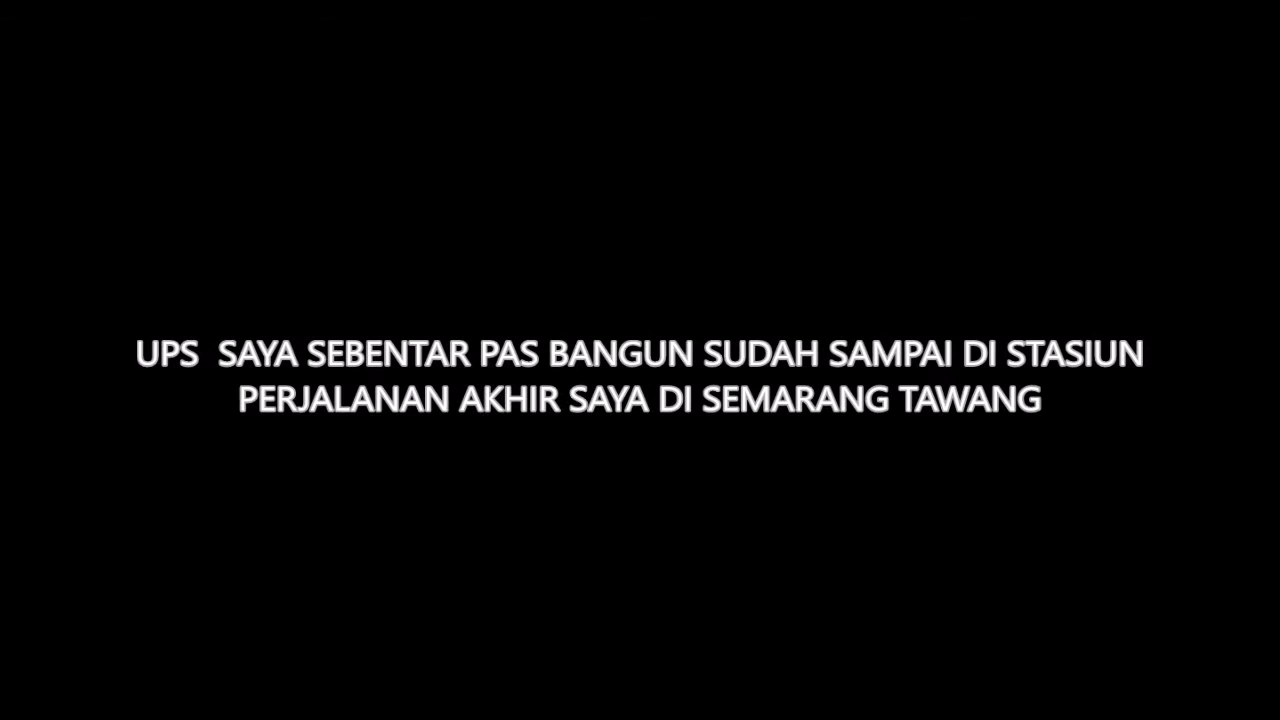 UPS  SAYA SEBENTAR PAS BANGUN SUDAH SAMPAI DI STASIUN
PERJALANAN AKHIR SAYA DI SEMARANG TAWANG